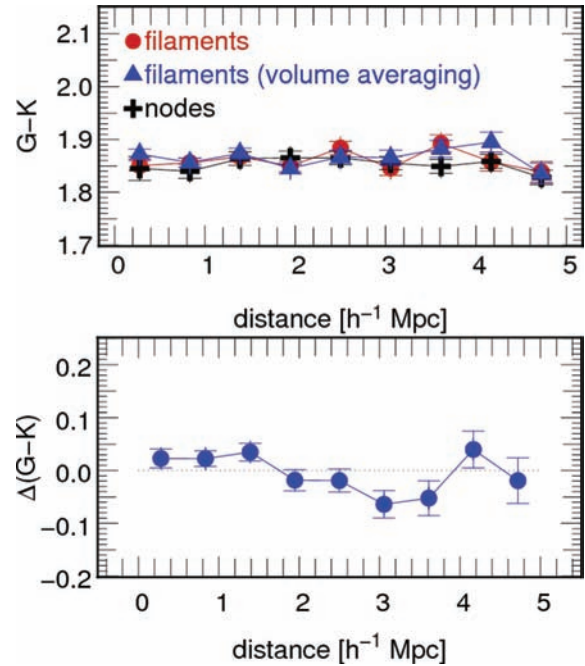 2.1
filaments
2.0
filaments (volume averaging)
nodes
G−K
1.9
1.8
1.7
0 1 2 3 4 5
distance [h⁻¹ Mpc]
0.2
0.1
Δ(G−K)
0.0
−0.1
−0.2
0 1 2 3 4 5
distance [h⁻¹ Mpc]